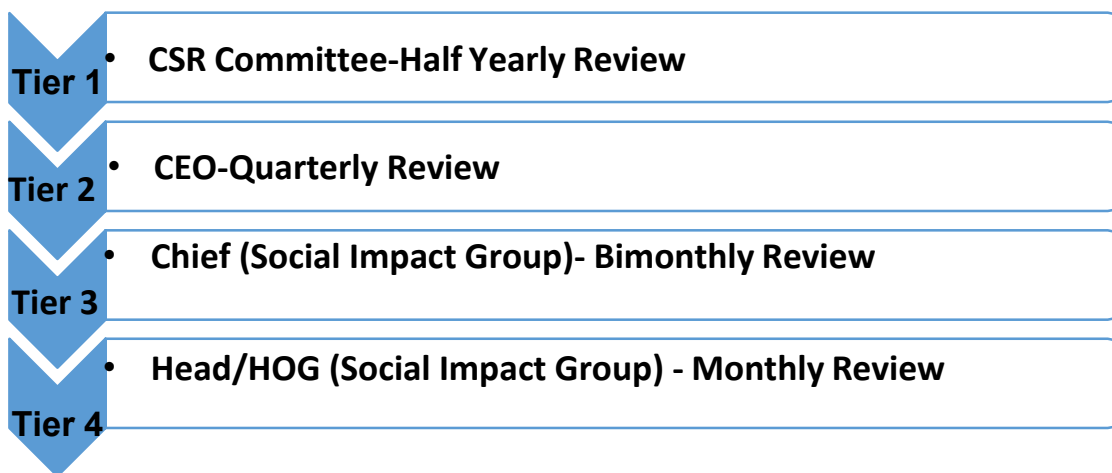 Tier 1
• CSR Committee-Half Yearly Review
Tier 2
• CEO-Quarterly Review
Tier 3
• Chief (Social Impact Group)- Bimonthly Review
Tier 4
• Head/HOG (Social Impact Group) - Monthly Review